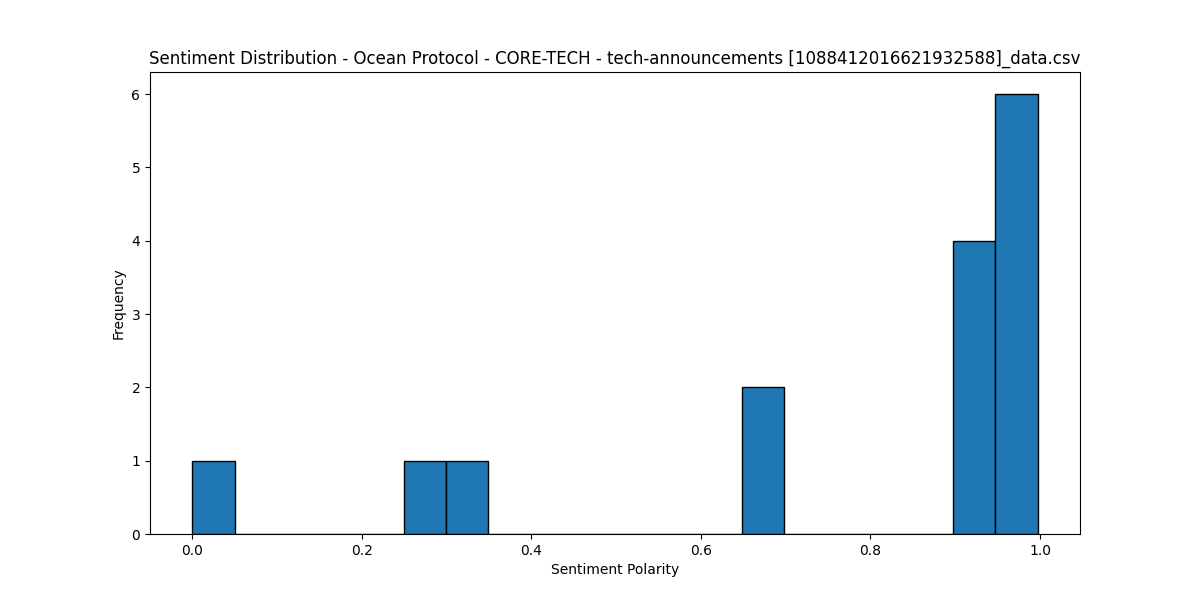 Sentiment Distribution - Ocean Protocol - CORE-TECH - tech-announcements [1088412016621932588]_data.csv
6
5
4
3
2
1
0
Frequency
0.0 0.2 0.4 0.6 0.8 1.0
Sentiment Polarity